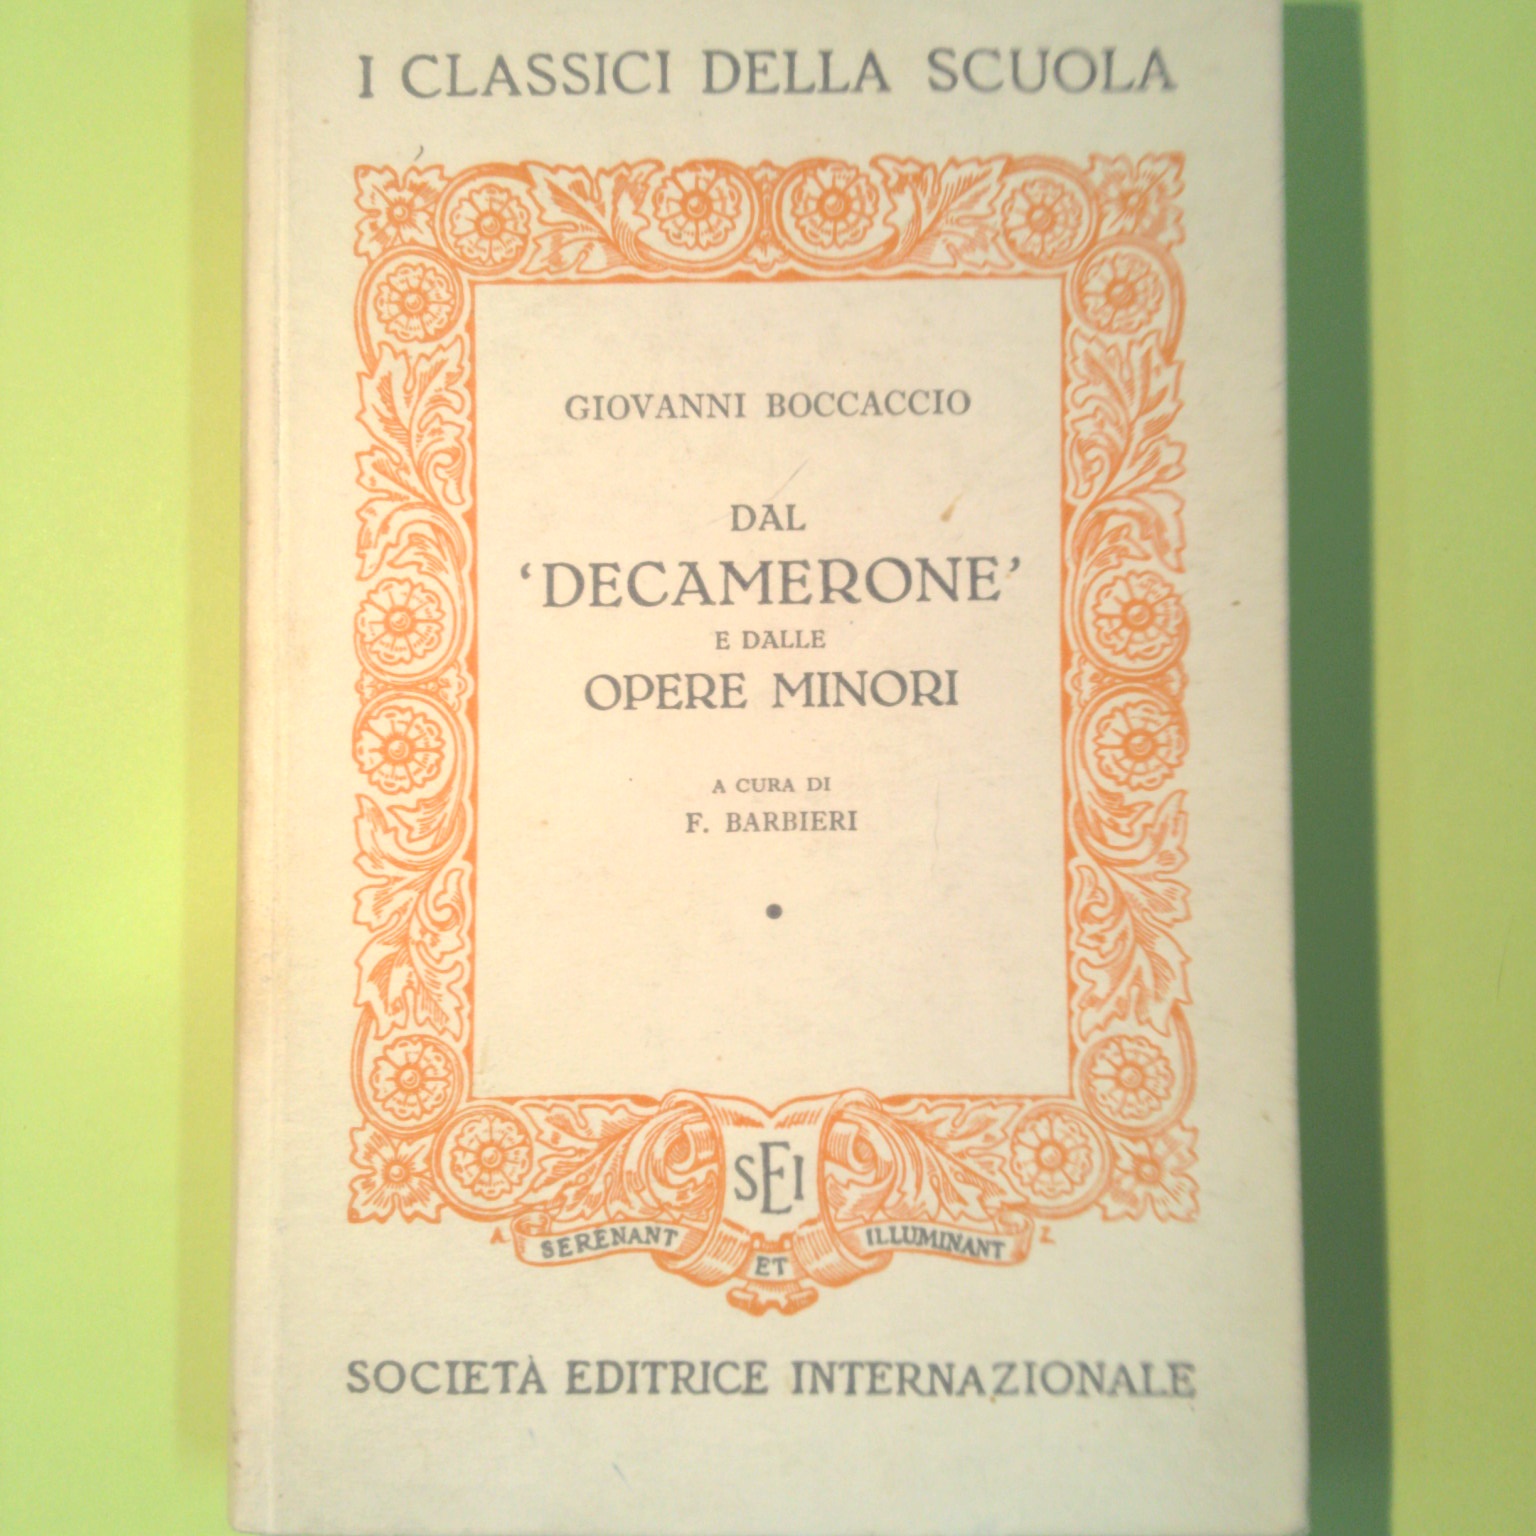 I CLASSICI DELLA SCUOLA
GIOVANNI BOCCACCIO
DAL
‘DECAMERONE’
E DALLE
OPERE MINORI
A CURA DI
F. BARBIERI
SEI
A. SERENANT ET ILLUMINANT Z.
SOCIETÀ EDITRICE INTERNAZIONALE